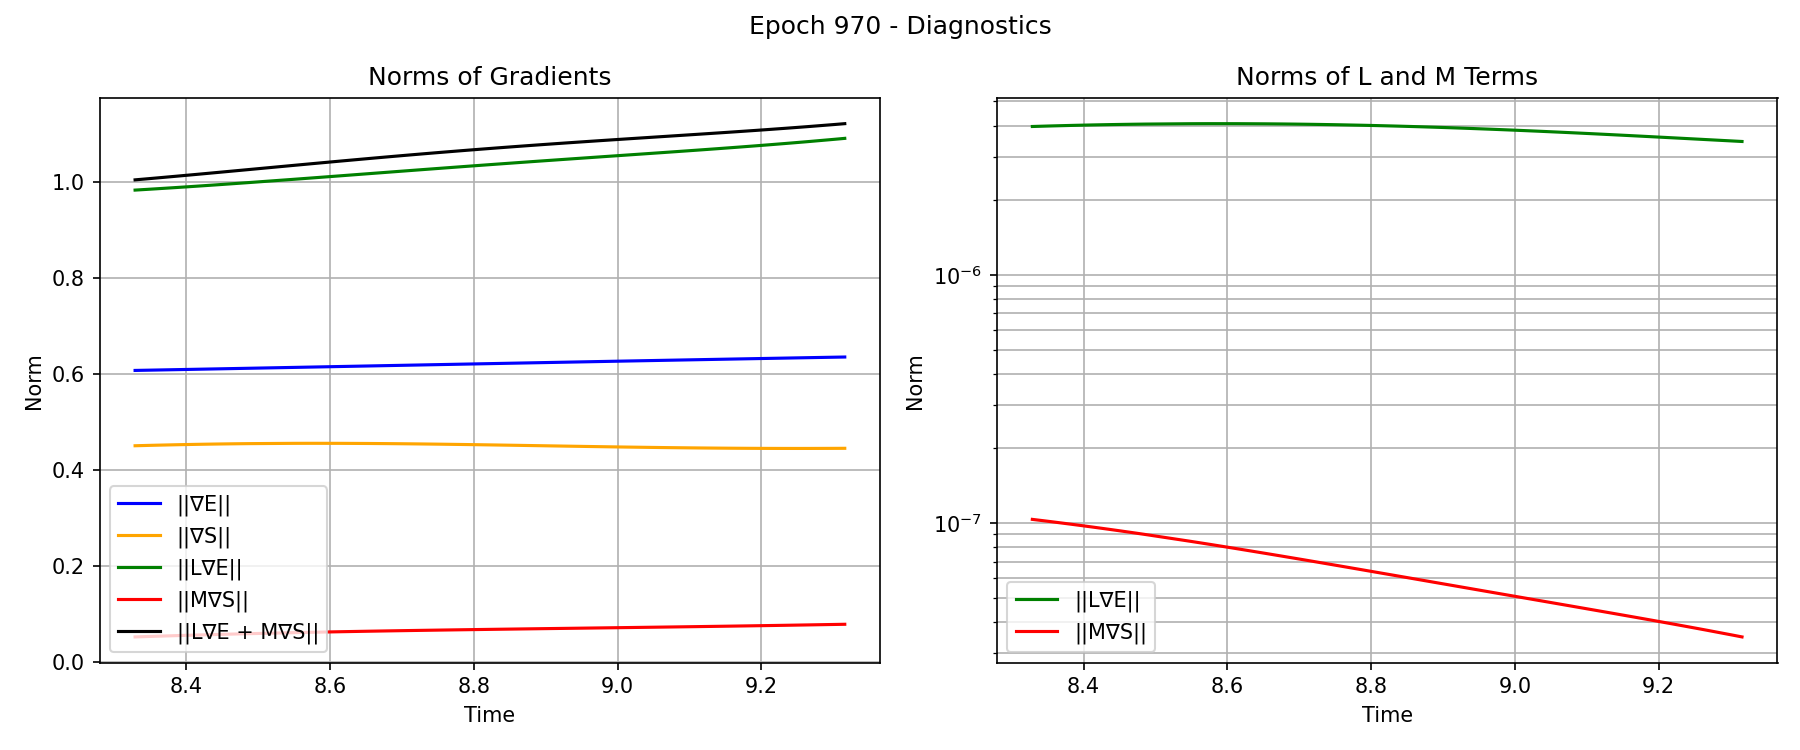 Epoch 970 - Diagnostics
Norms of Gradients
Norm
1.0
0.8
0.6
0.4
0.2
0.0
||∇E||
||∇S||
||L∇E||
||M∇S||
||L∇E + M∇S||
8.4 8.6 8.8 9.0 9.2
Time
Norms of L and M Terms
Norm
10⁻⁶
10⁻⁷
||L∇E||
||M∇S||
8.4 8.6 8.8 9.0 9.2
Time